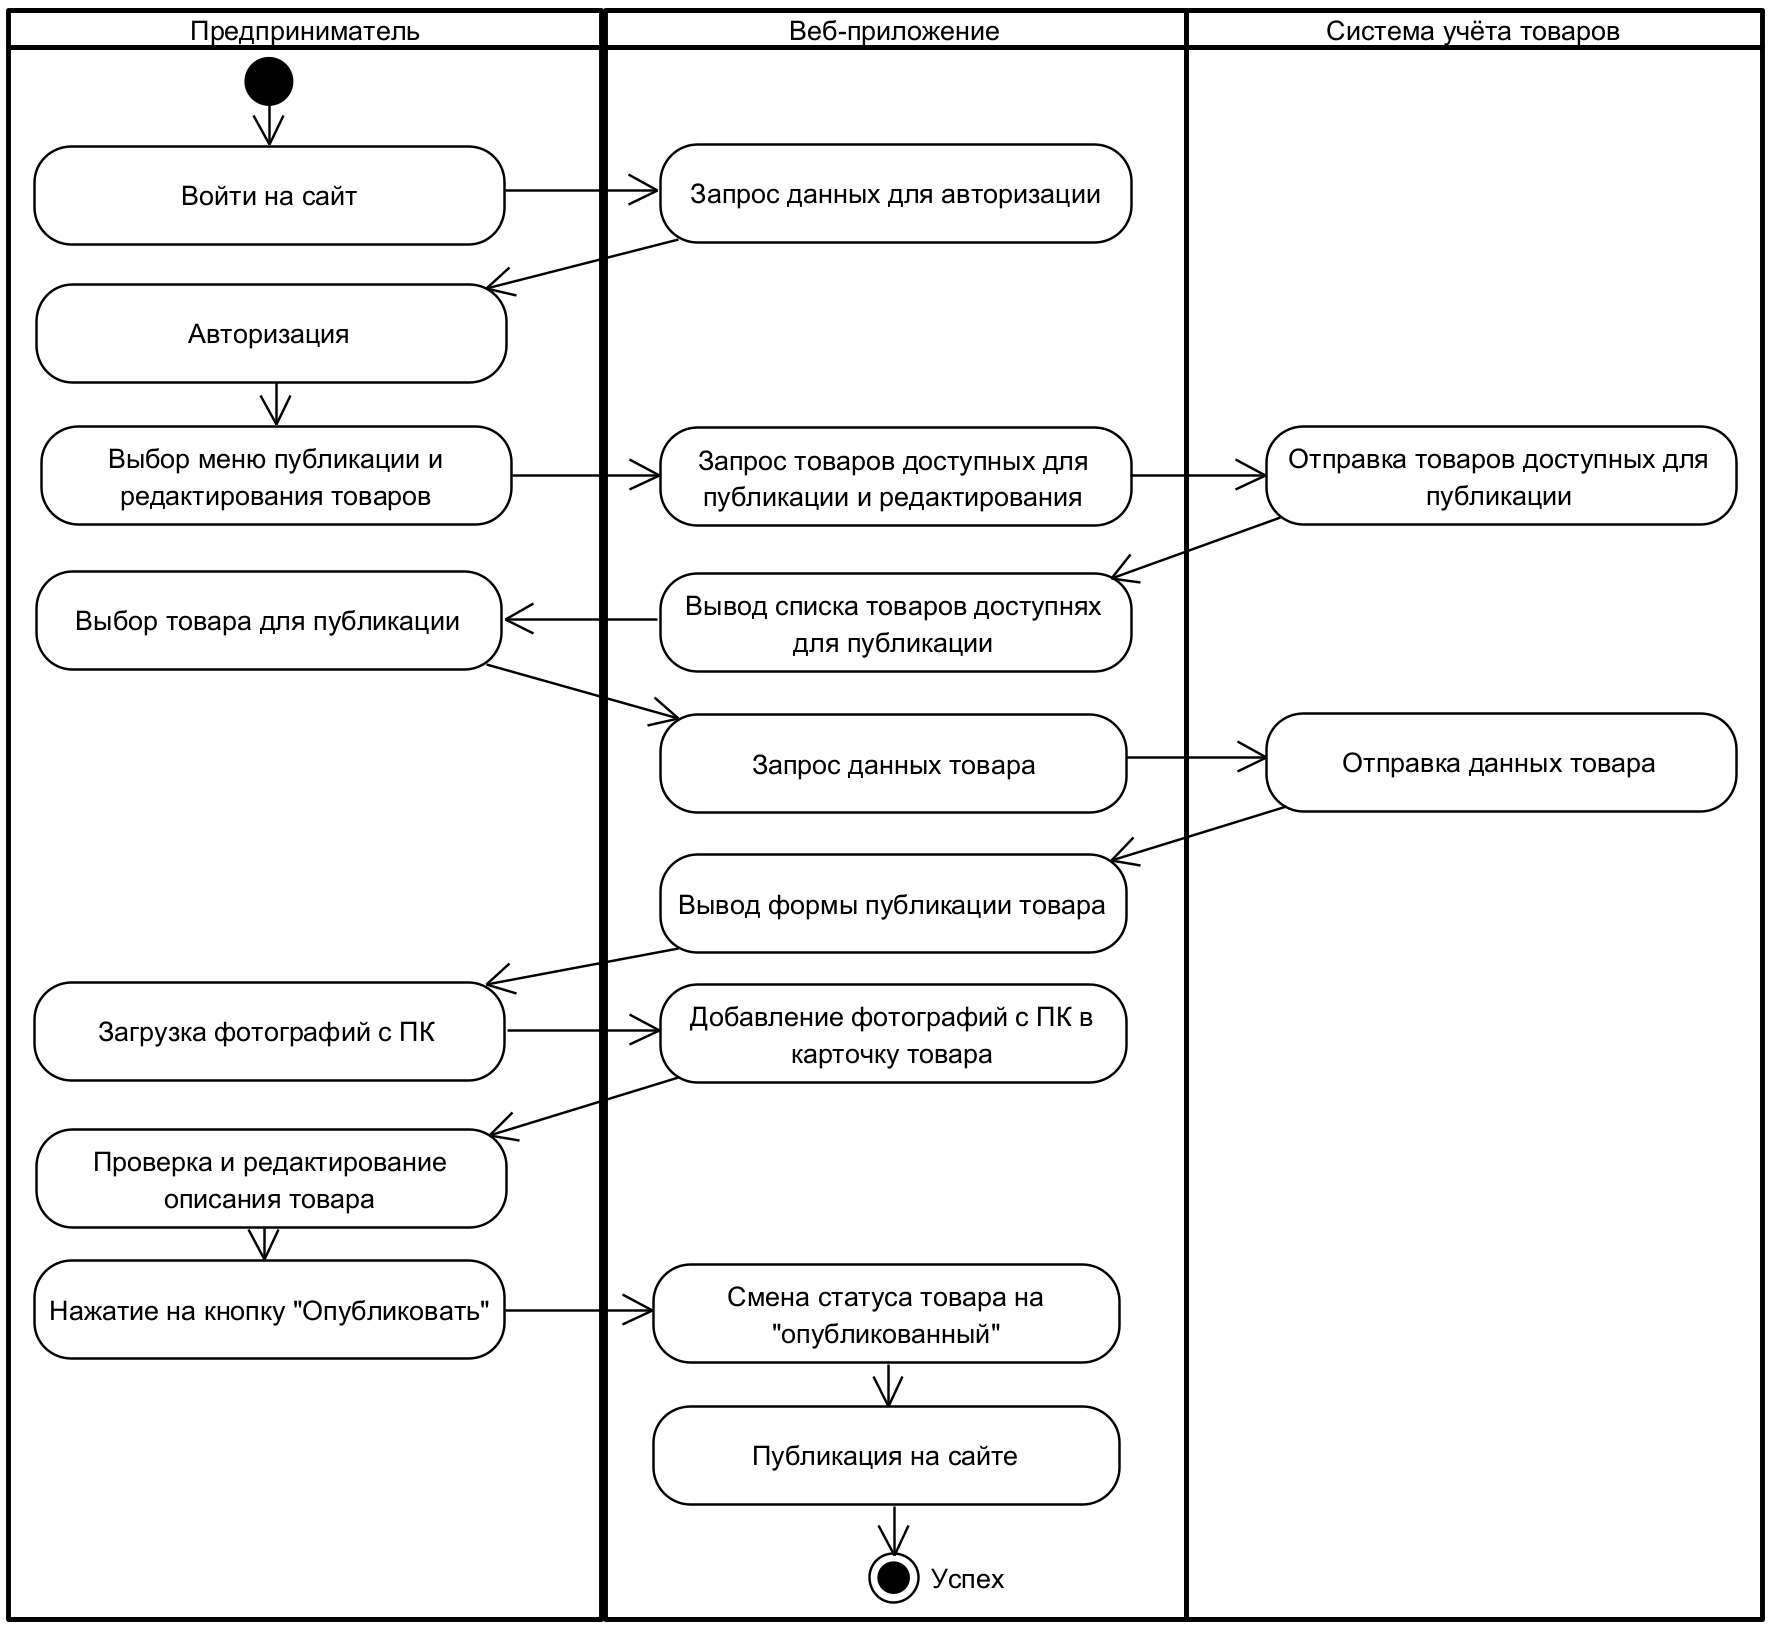 Предприниматель
Веб-приложение
Система учёта товаров
Войти на сайт
Запрос данных для авторизации
Авторизация
Выбор меню публикации и
редактирования товаров
Запрос товаров доступных для
публикации и редактирования
Отправка товаров доступных для
публикации
Выбор товара для публикации
Вывод списка товаров доступнях
для публикации
Запрос данных товара
Отправка данных товара
Вывод формы публикации товара
Загрузка фотографий с ПК
Добавление фотографий с ПК в
карточку товара
Проверка и редактирование
описания товара
Нажатие на кнопку "Опубликовать"
Смена статуса товара на
"опубликованный"
Публикация на сайте
Успех